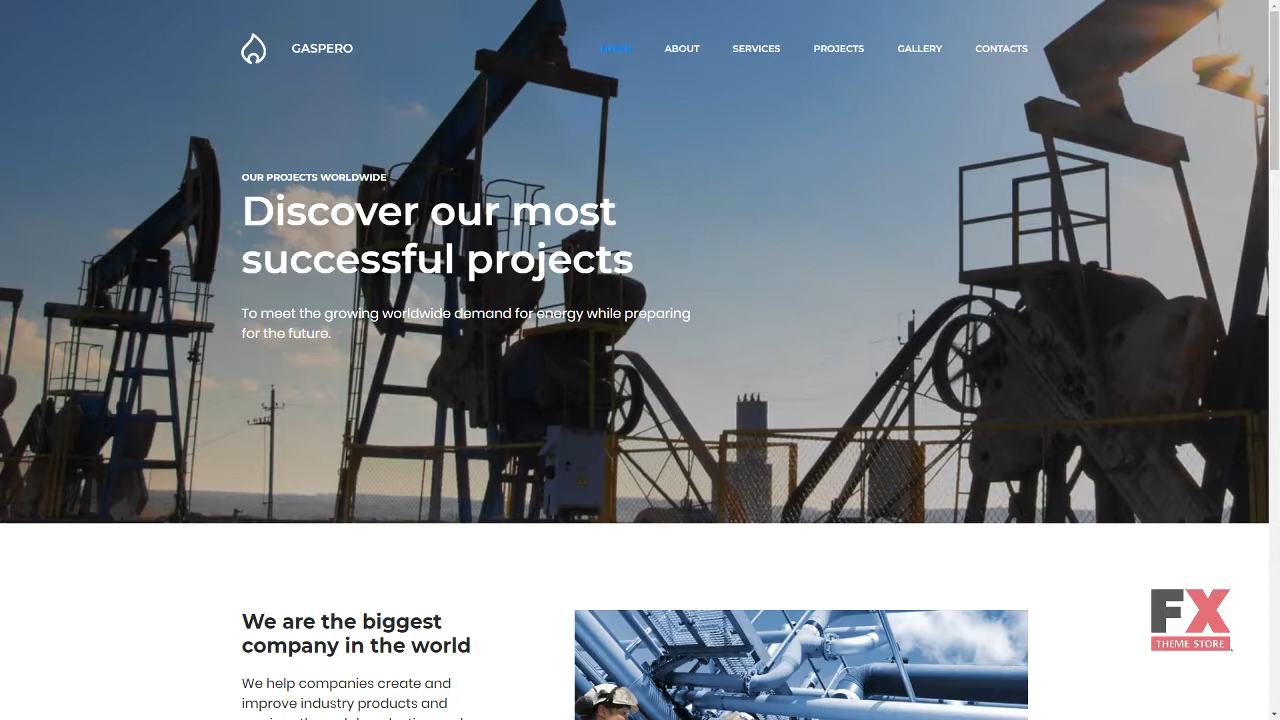 GASPERO
HOME ABOUT SERVICES PROJECTS GALLERY CONTACTS
OUR PROJECTS WORLDWIDE
Discover our most
successful projects
To meet the growing worldwide demand for energy while preparing
for the future.
We are the biggest
company in the world
We help companies create and
improve industry products and
FX
THEME STORE